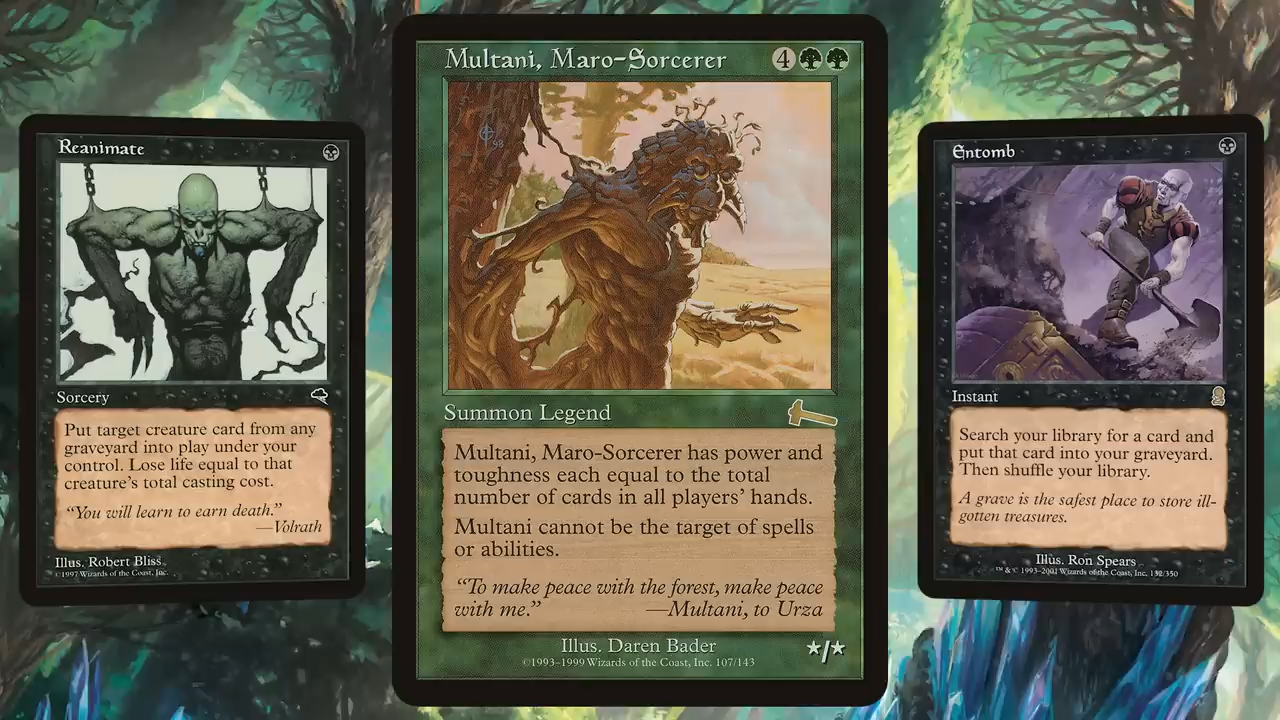 Reanimate
Sorcery
Put target creature card from any
graveyard into play under your
control. Lose life equal to that
creature's total casting cost.
"You will learn to earn death."
—Volrath
Illus. Robert Bliss
©1997 Wizards of the Coast, Inc.
Multani, Maro-Sorcerer 4
98
Summon Legend
Multani, Maro-Sorcerer has power and
toughness each equal to the total
number of cards in all players' hands.
Multani cannot be the target of spells
or abilities.
"To make peace with the forest, make peace
with me." —Multani, to Urza
Illus. Daren Bader
©1993–1999 Wizards of the Coast, Inc. 107/143
★/★
Entomb
Instant
Search your library for a card and
put that card into your graveyard.
Then shuffle your library.
A grave is the safest place to store ill-
gotten treasures.
Illus. Ron Spears
™ & © 1993–2001 Wizards of the Coast, Inc. 132/350